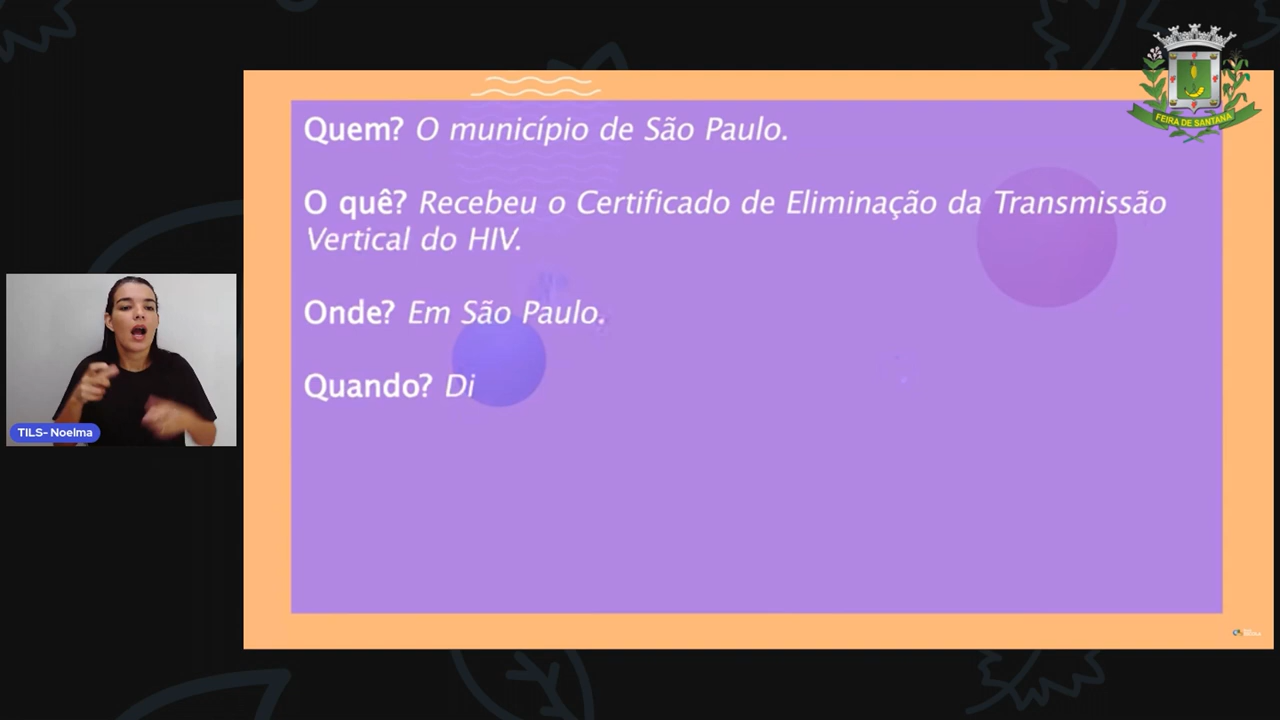 FEIRA DE SANTANA
Quem? O município de São Paulo.
O quê? Recebeu o Certificado de Eliminação da Transmissão
Vertical do HIV.
Onde? Em São Paulo.
Quando? Di
TILS- Noelma